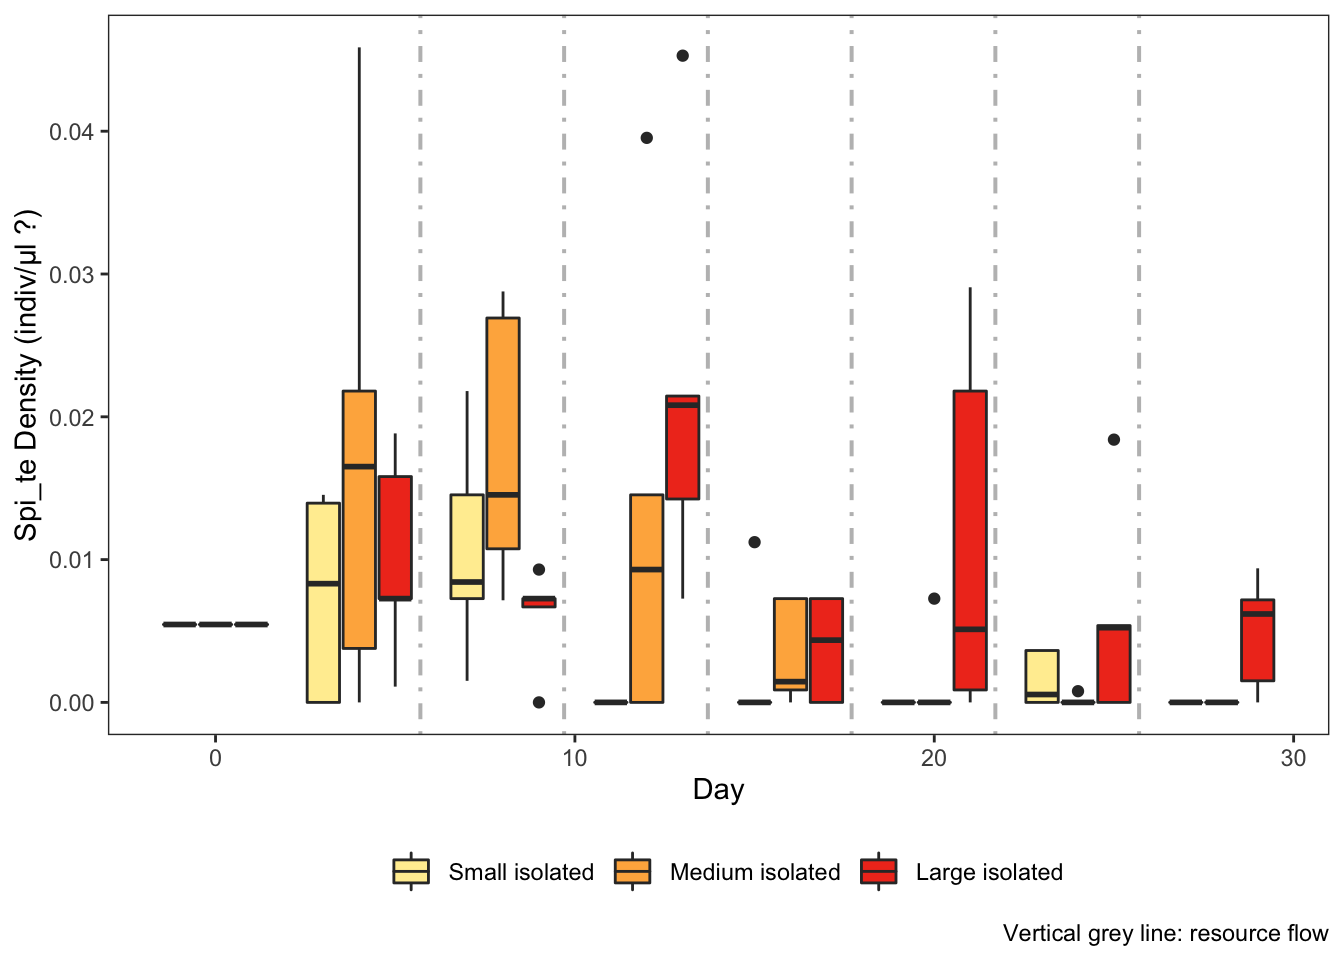 Spi_te Density (indiv/μl ?)
0.04
0.03
0.02
0.01
0.00
0 10 20 30
Day
Small isolated Medium isolated Large isolated
Vertical grey line: resource flow